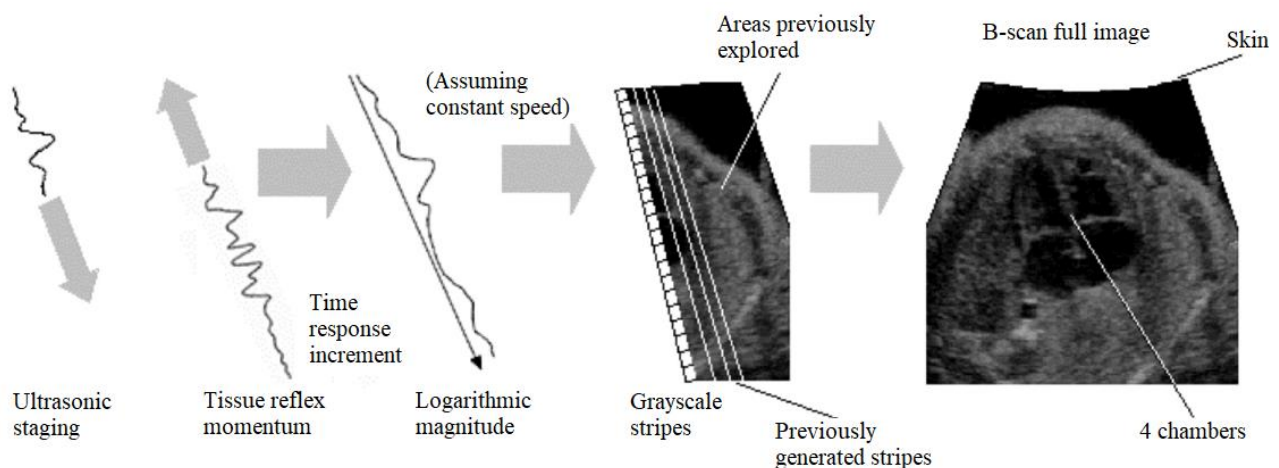 Areas previously
explored
B-scan full image
Skin
(Assuming
constant speed)
Time
response
increment
Ultrasonic
staging
Tissue reflex
momentum
Logarithmic
magnitude
Grayscale
stripes
Previously
generated stripes
4 chambers